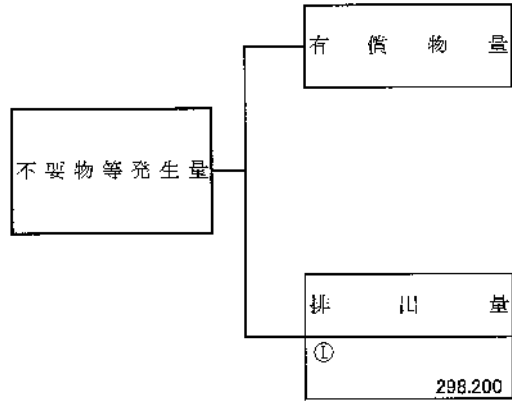 有償物量
不要物等発生量
排出量
①
298.200